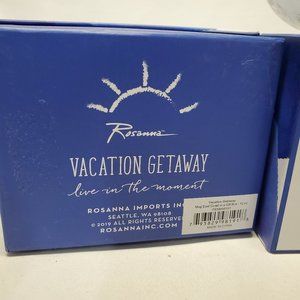 Rosanna
VACATION GETAWAY
live in the moment
ROSANNA IMPORTS INC
SEATTLE, WA 98108
© 2019 ALL RIGHTS RESERVED
ROSANNAINC.COM
Vacation Getaway